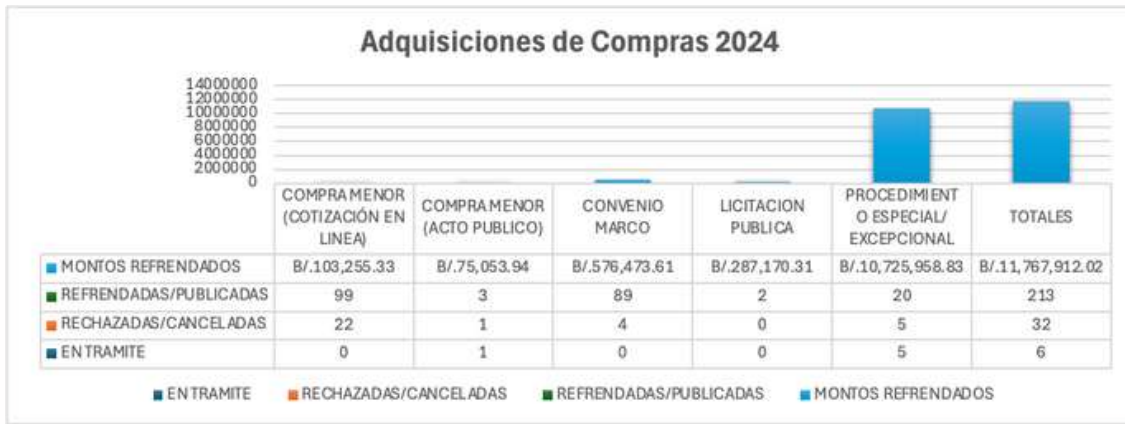 Adquisiciones de Compras 2024
14000000
12000000
10000000
8000000
6000000
4000000
2000000
0
COMPRA MENOR (COTIZACIÓN EN LINEA)
COMPRA MENOR (ACTO PUBLICO)
CONVENIO MARCO
LICITACION PUBLICA
PROCEDIMIENT O ESPECIAL/ EXCEPCIONAL
TOTALES
MONTOS REFRENDADOS B/.103,255.33 B/.75,053.94 B/.576,473.61 B/.287,170.31 B/.10,725,958.83 B/.11,767,912.02
REFRENDADAS/PUBLICADAS 99 3 89 2 20 213
RECHAZADAS/CANCELADAS 22 1 4 0 5 32
EN TRAMITE 0 1 0 0 5 6
EN TRAMITE RECHAZADAS/CANCELADAS REFRENDADAS/PUBLICADAS MONTOS REFRENDADOS